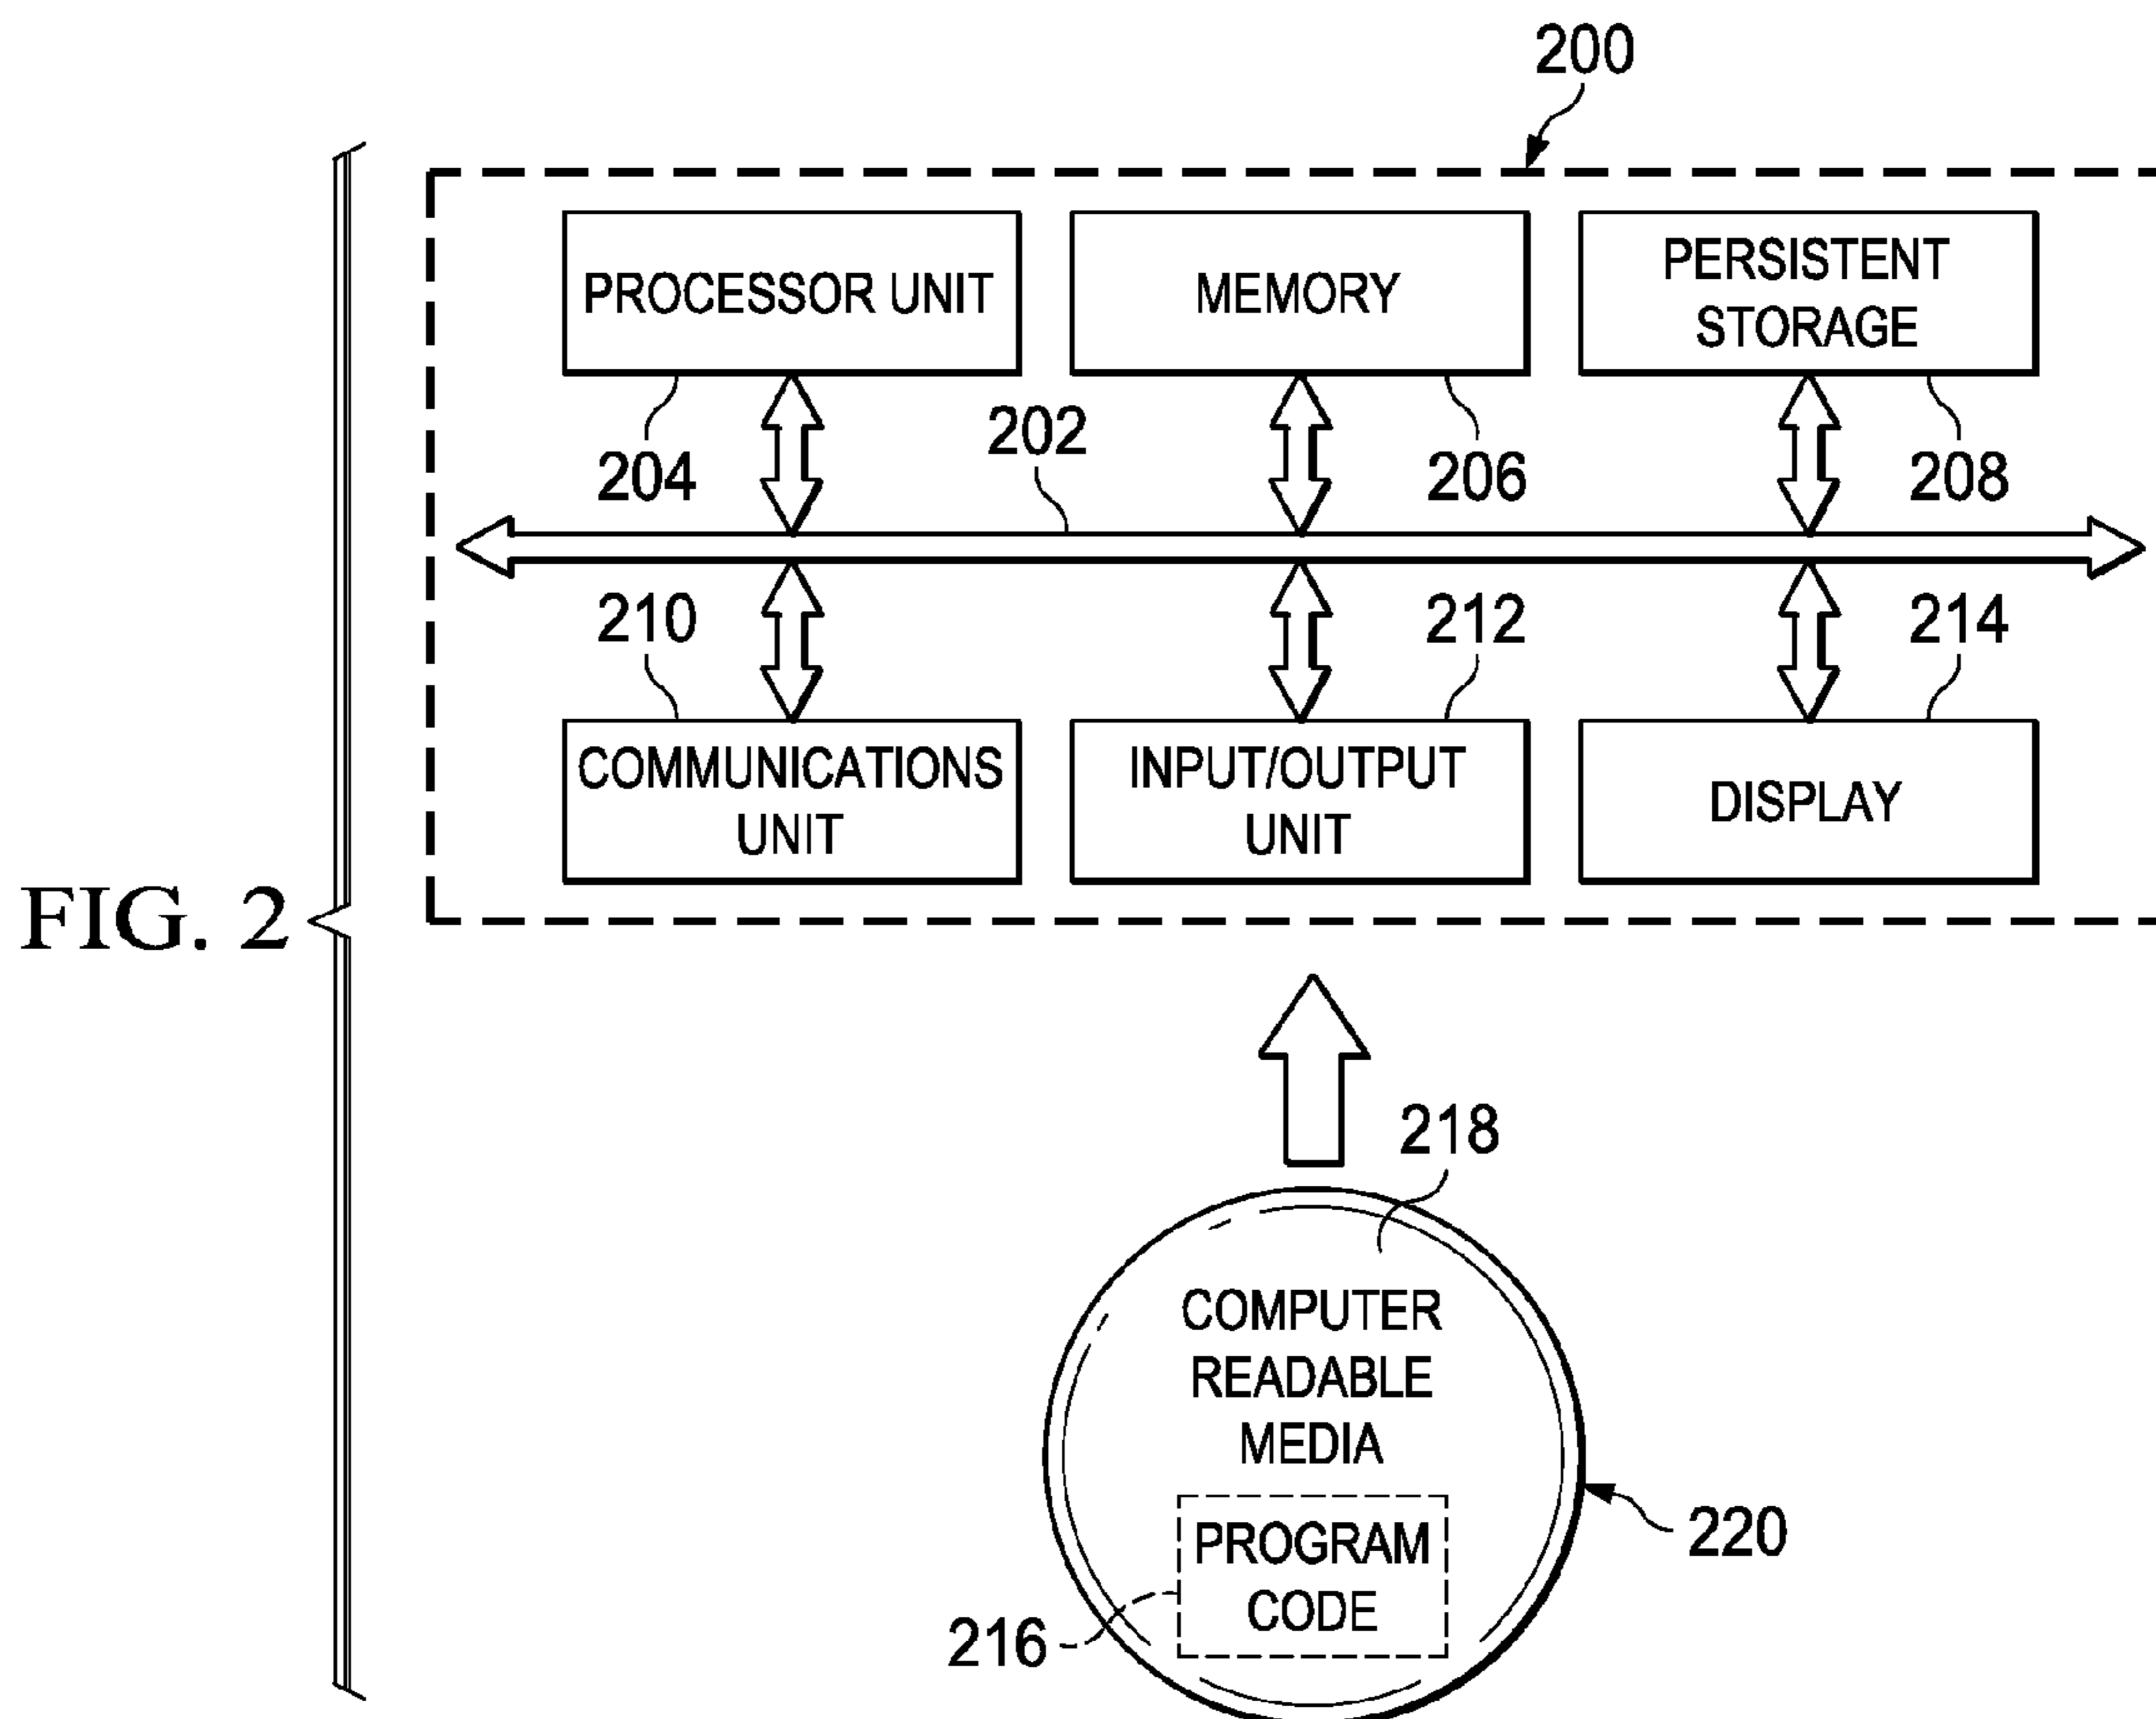 200
PROCESSOR UNIT
MEMORY
PERSISTENT
STORAGE
204
202
206
208
210
212
214
COMMUNICATIONS
UNIT
INPUT/OUTPUT
UNIT
DISPLAY
FIG. 2
218
COMPUTER
READABLE
MEDIA
PROGRAM
CODE
220
216